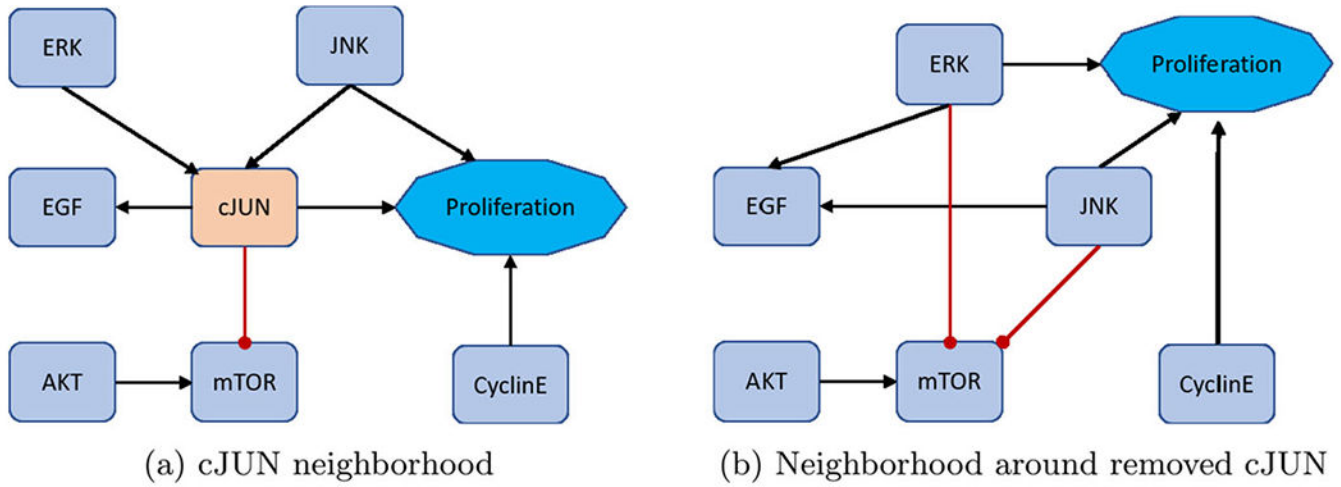 ERK
JNK
EGF
cJUN
Proliferation
AKT
mTOR
CyclinE
(a) cJUN neighborhood
ERK
Proliferation
EGF
JNK
AKT
mTOR
CyclinE
(b) Neighborhood around removed cJUN